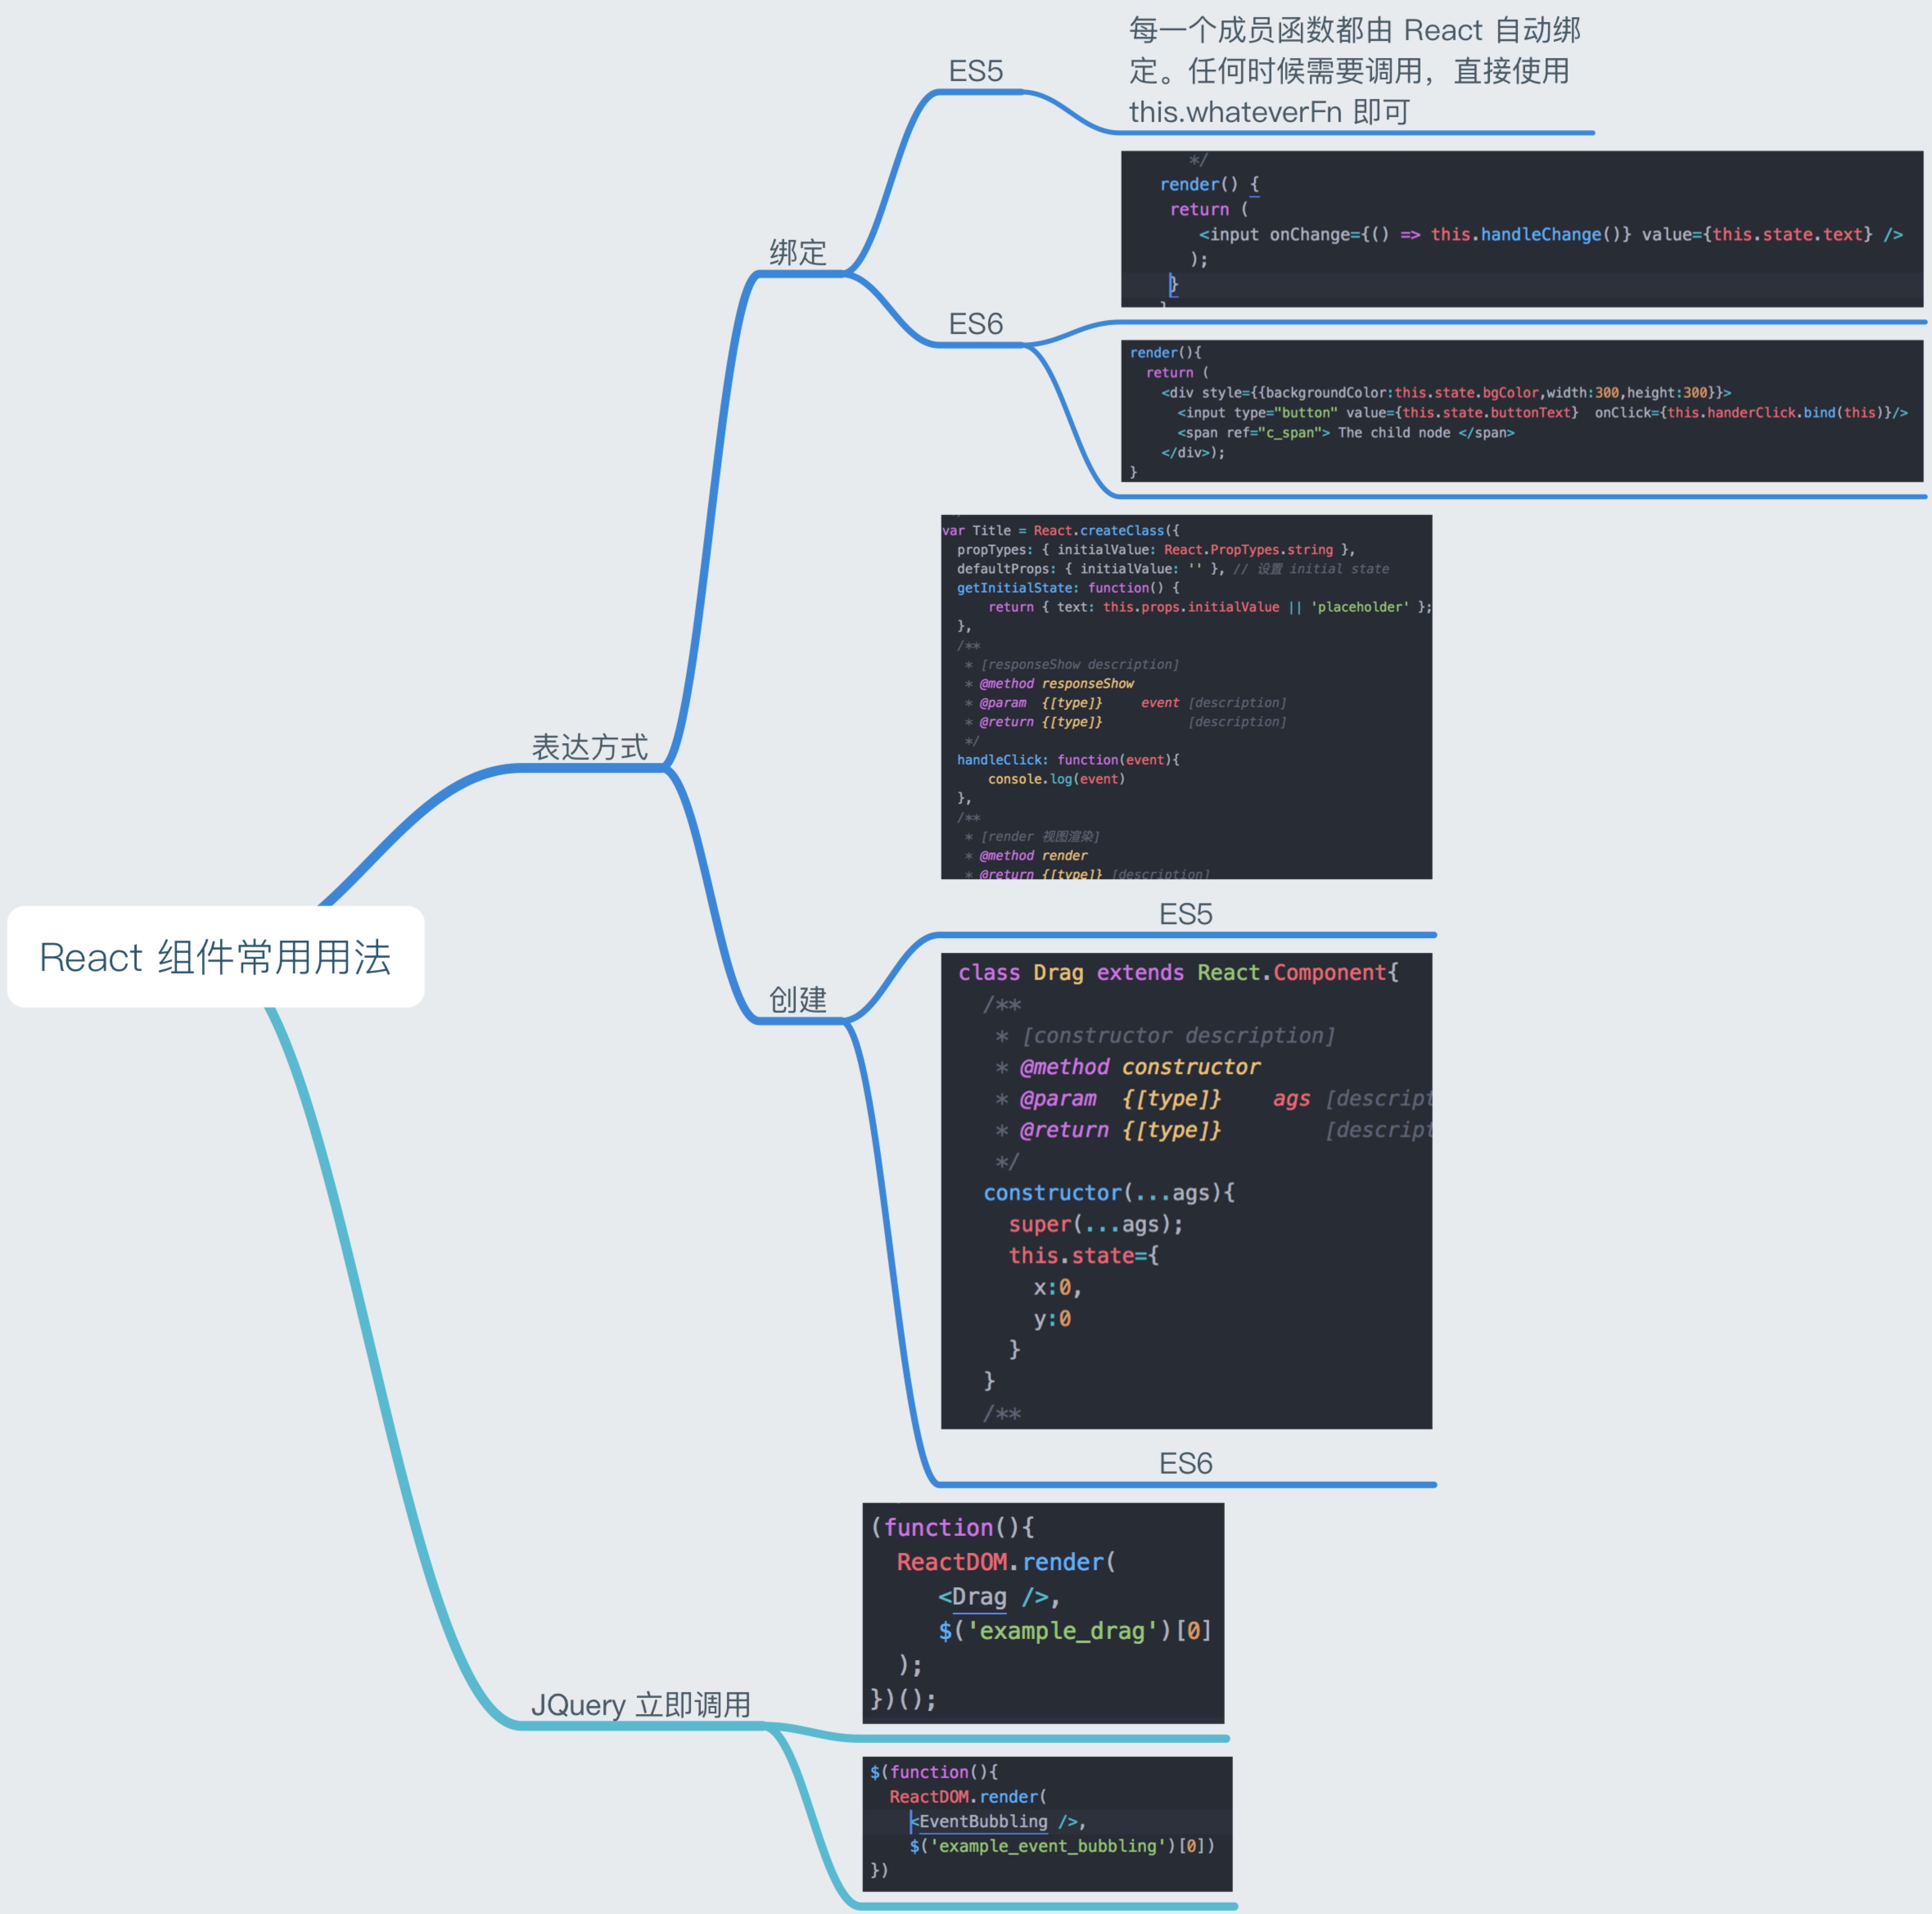 React 组件常用用法
表达方式
绑定
ES5
每一个成员函数都由 React 自动绑
定。任何时候需要调用，直接使用
this.whateverFn 即可
ES6
*/
render() {
return (
<input onChange={() => this.handleChange()} value={this.state.text} />
);
}
render(){
return (
<div style={{backgroundColor:this.state.bgColor,width:300,height:300}}>
<input type="button" value={this.state.buttonText}  onClick={this.handerClick.bind(this)}/>
<span ref="c_span"> The child node </span>
</div>);
}
创建
var Title = React.createClass({
propTypes: { initialValue: React.PropTypes.string },
defaultProps: { initialValue: '' }, // 设置 initial state
getInitialState: function() {
return { text: this.props.initialValue || 'placeholder' };
},
/**
* [responseShow description]
* @method responseShow
* @param  {[type]}     event [description]
* @return {[type]}           [description]
*/
handleClick: function(event){
console.log(event)
},
/**
* [render 视图渲染]
* @method render
* @return {[type]} [description]
ES5
class Drag extends React.Component{
/**
* [constructor description]
* @method constructor
* @param  {[type]}    ags [descript
* @return {[type]}        [descript
*/
constructor(...ags){
super(...ags);
this.state={
x:0,
y:0
}
}
/**
ES6
JQuery 立即调用
(function(){
ReactDOM.render(
<Drag />,
$('example_drag')[0]
);
})();
$(function(){
ReactDOM.render(
<EventBubbling />,
$('example_event_bubbling')[0])
})